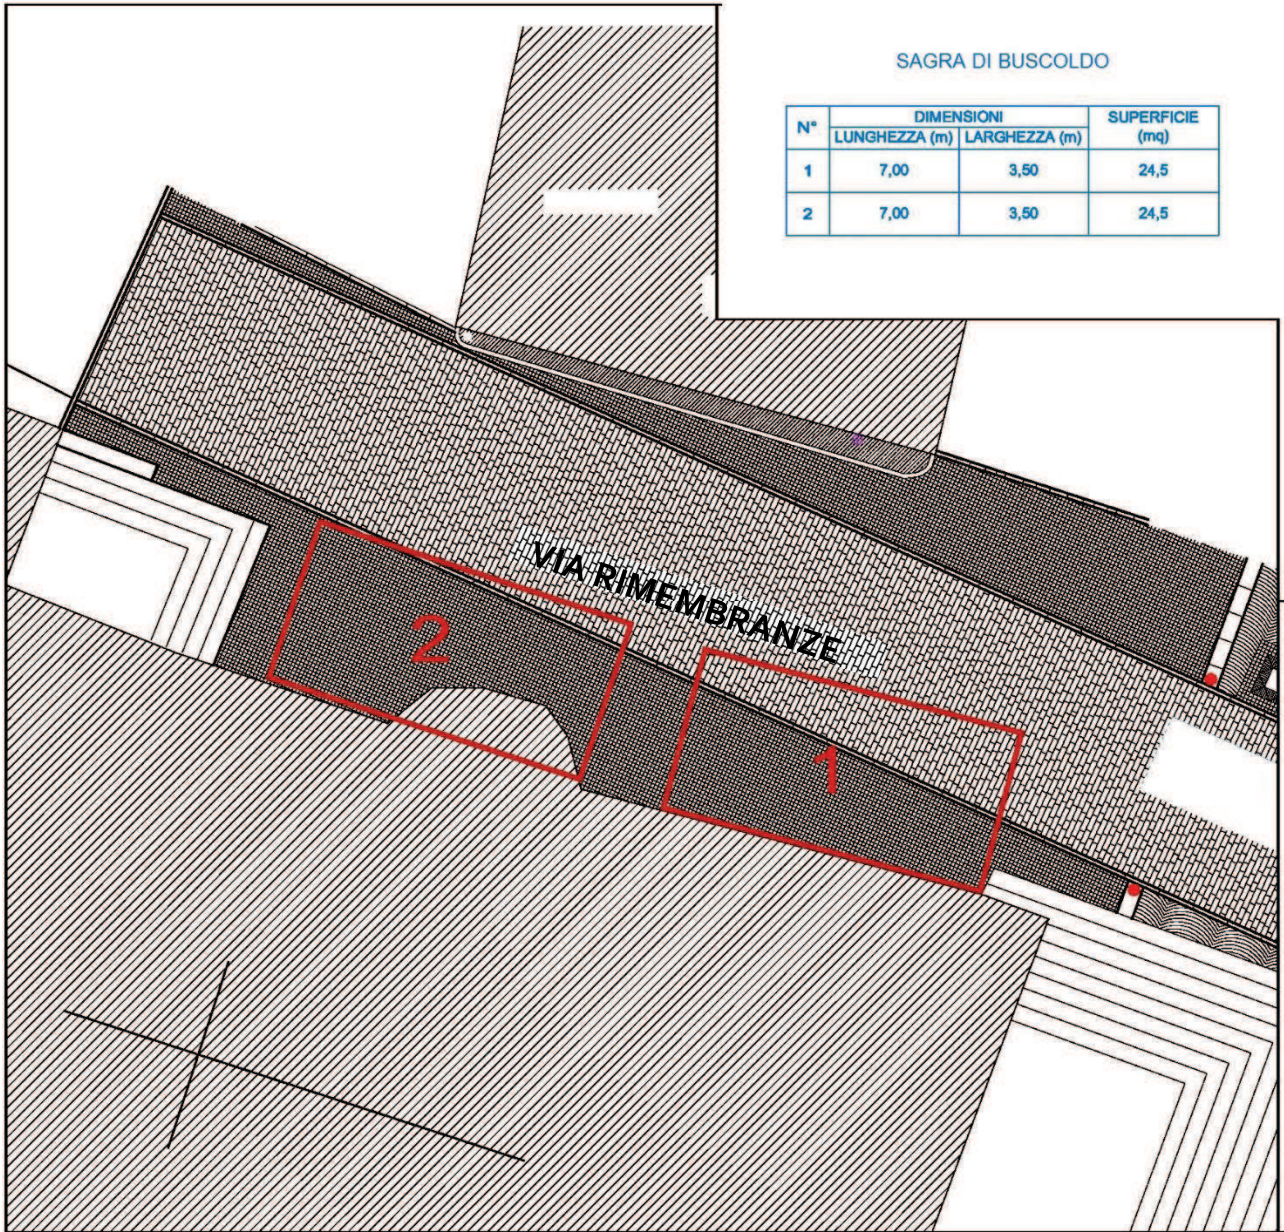 SAGRA DI BUSCOLDO
N° DIMENSIONI SUPERFICIE (mq)
LUNGHEZZA (m) LARGHEZZA (m)
1 7,00 3,50 24,5
2 7,00 3,50 24,5
VIA RIMEMBRANZE
2
1